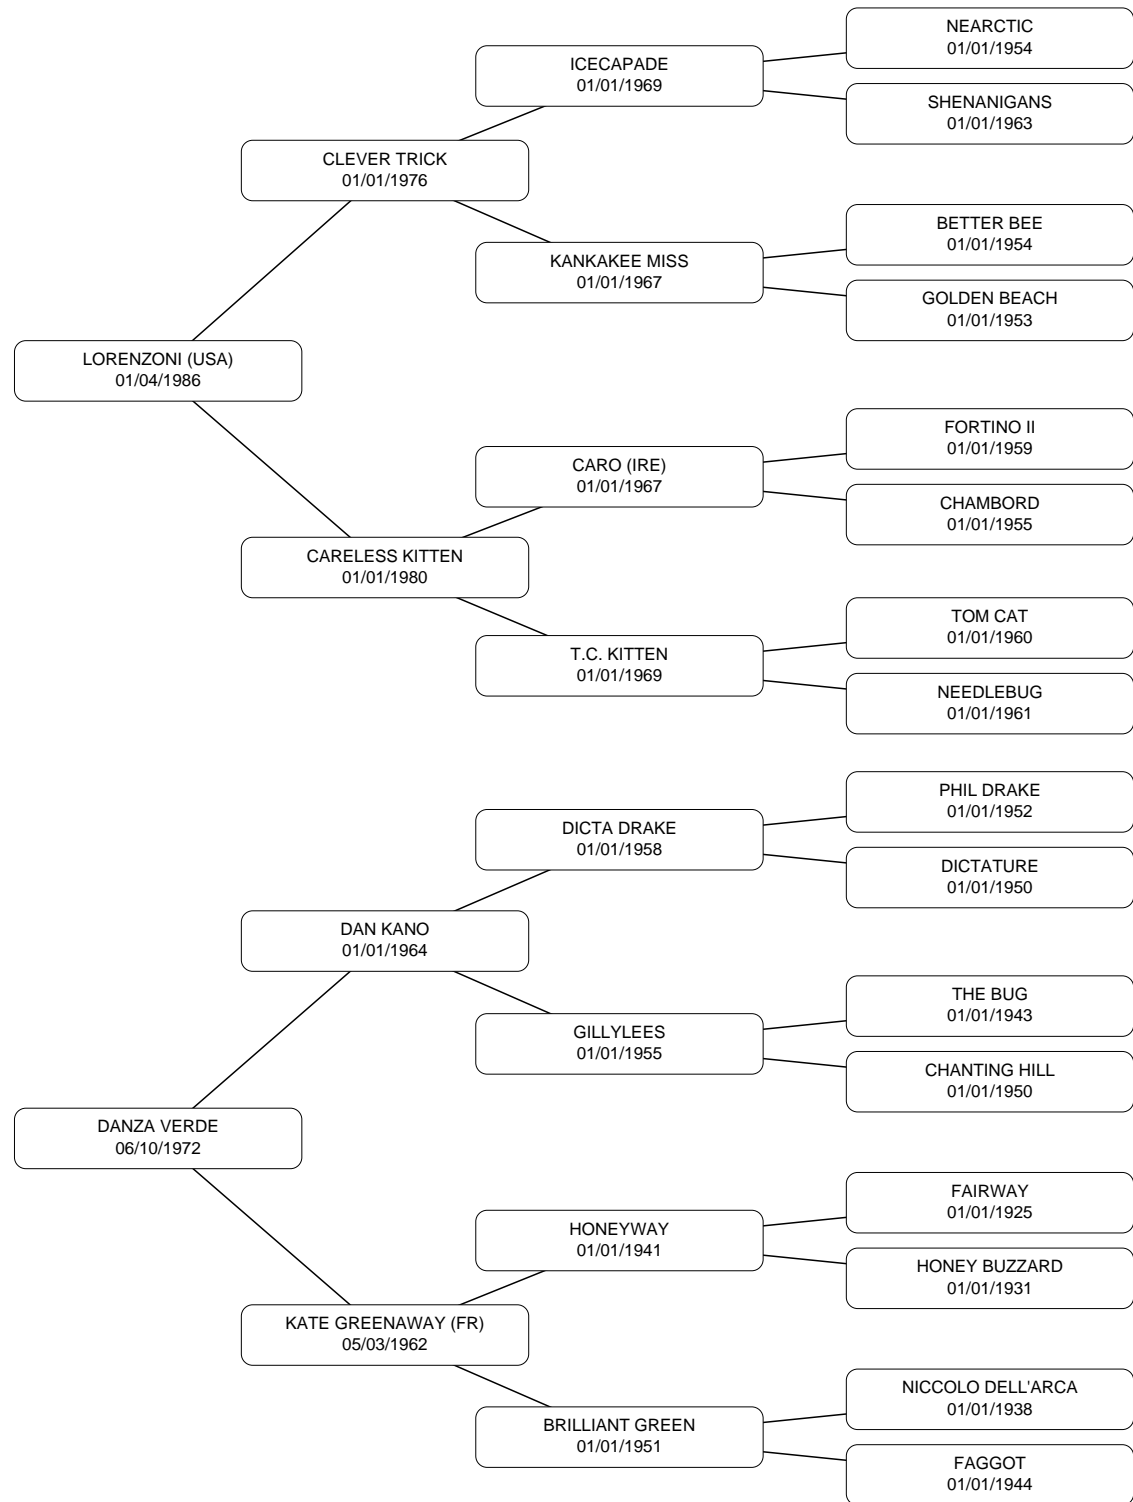 NEARCTIC
01/01/1954
ICECAPADE
01/01/1969
SHENANIGANS
01/01/1963
CLEVER TRICK
01/01/1976
BETTER BEE
01/01/1954
KANKAKEE MISS
01/01/1967
GOLDEN BEACH
01/01/1953
LORENZONI (USA)
01/04/1986
FORTINO II
01/01/1959
CARO (IRE)
01/01/1967
CHAMBORD
01/01/1955
CARELESS KITTEN
01/01/1980
TOM CAT
01/01/1960
T.C. KITTEN
01/01/1969
NEEDLEBUG
01/01/1961
PHIL DRAKE
01/01/1952
DICTA DRAKE
01/01/1958
DICTATURE
01/01/1950
DAN KANO
01/01/1964
THE BUG
01/01/1943
GILLYLEES
01/01/1955
CHANTING HILL
01/01/1950
DANZA VERDE
06/10/1972
FAIRWAY
01/01/1925
HONEYWAY
01/01/1941
HONEY BUZZARD
01/01/1931
KATE GREENAWAY (FR)
05/03/1962
NICCOLO DELL'ARCA
01/01/1938
BRILLIANT GREEN
01/01/1951
FAGGOT
01/01/1944